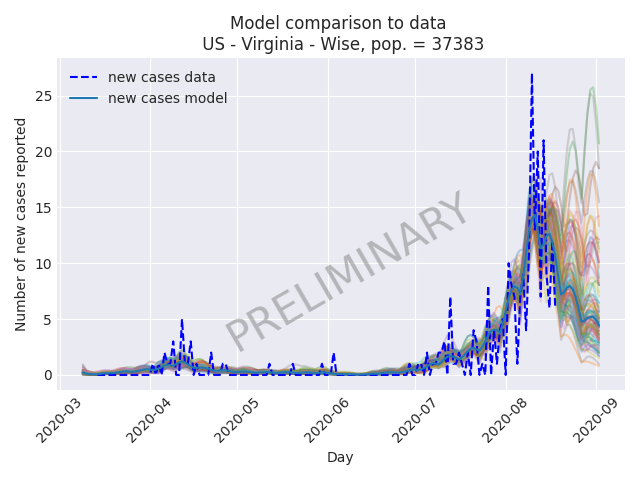 Model comparison to data
US - Virginia - Wise, pop. = 37383
new cases data
new cases model
Number of new cases reported
25
20
15
10
5
0
PRELIMINARY
2020-03
2020-04
2020-05
2020-06
2020-07
2020-08
2020-09
Day